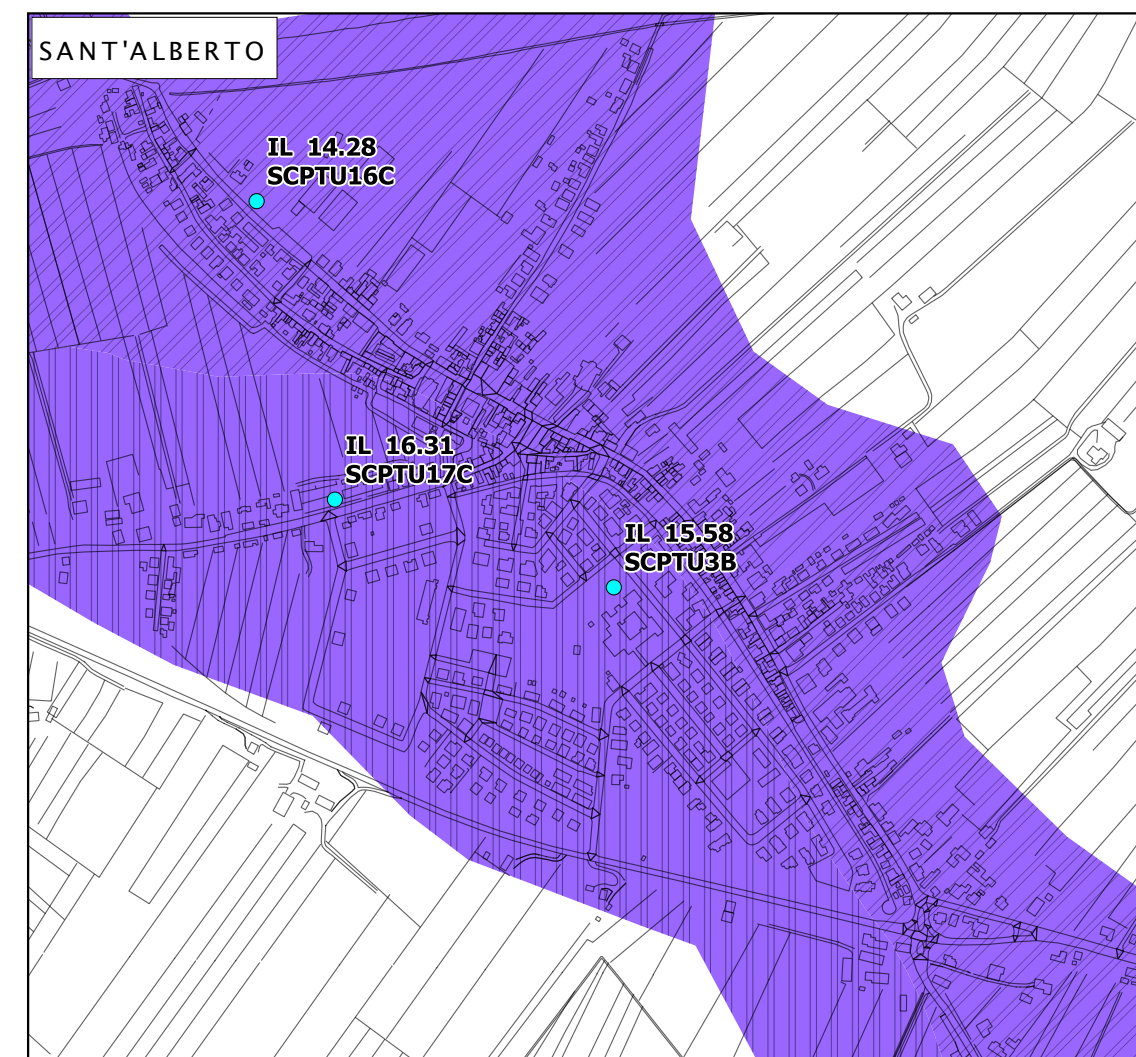 SANT'ALBERTO
IL 14.28
SCPTU16C
IL 16.31
SCPTU17C
IL 15.58
SCPTU3B